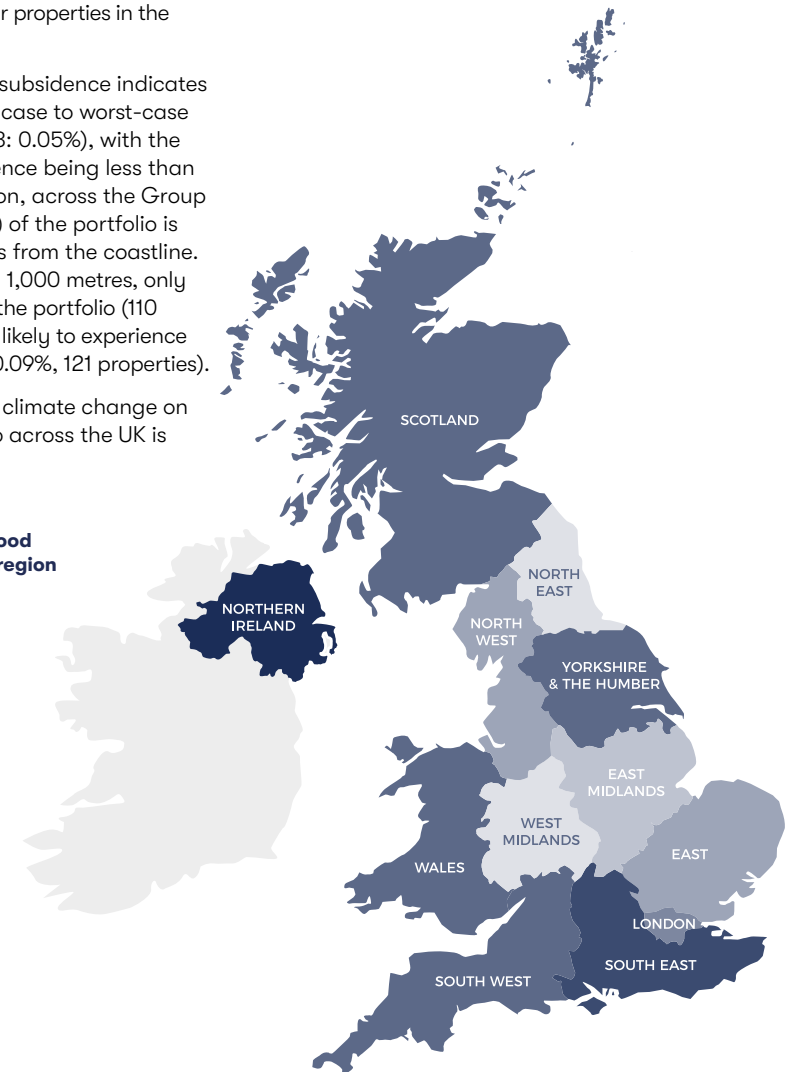 r properties in the
subsidence indicates
case to worst-case
: 0.05%), with the
ence being less than
on, across the Group
) of the portfolio is
s from the coastline.
1,000 metres, only
the portfolio (110
likely to experience
0.09%, 121 properties).
climate change on
across the UK is
ood
region
SCOTLAND
NORTH
EAST
NORTHERN
IRELAND
NORTH
WEST
YORKSHIRE
& THE HUMBER
EAST
MIDLANDS
WEST
MIDLANDS
EAST
WALES
LONDON
SOUTH EAST
SOUTH WEST